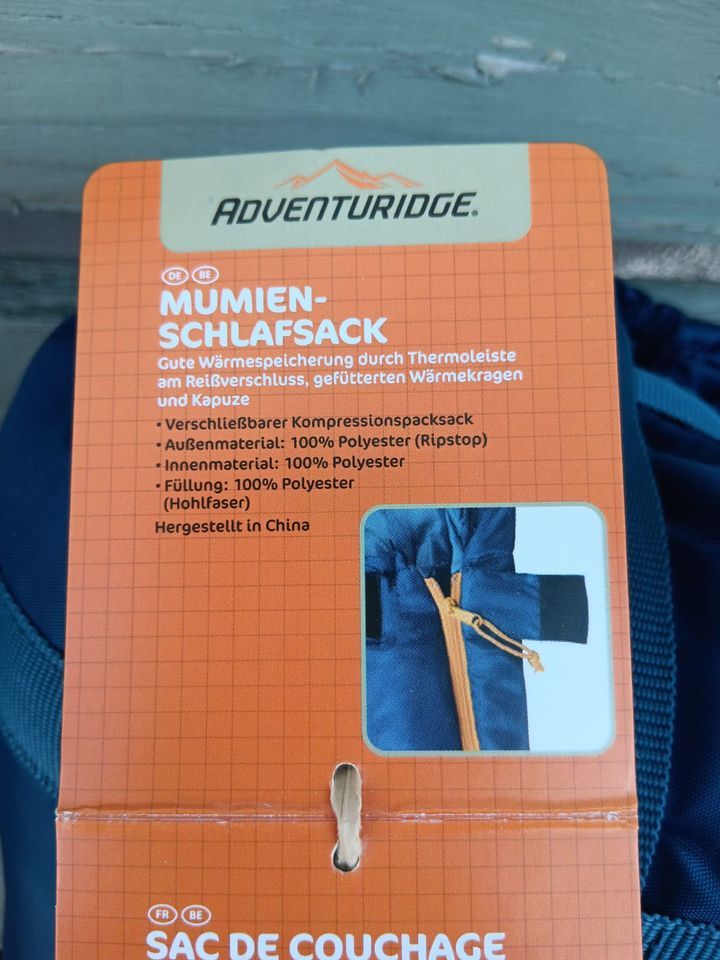 ADVENTURIDGE®
DE BE
MUMIEN-
SCHLAFSACK
Gute Wärmespeicherung durch Thermoleiste
am Reißverschluss, gefütterten Wärmekragen
und Kapuze
• Verschließbarer Kompressionspacksack
• Außenmaterial: 100% Polyester (Ripstop)
• Innenmaterial: 100% Polyester
• Füllung: 100% Polyester
(Hohlfaser)
Hergestellt in China
FR BE
SAC DE COUCHAGE